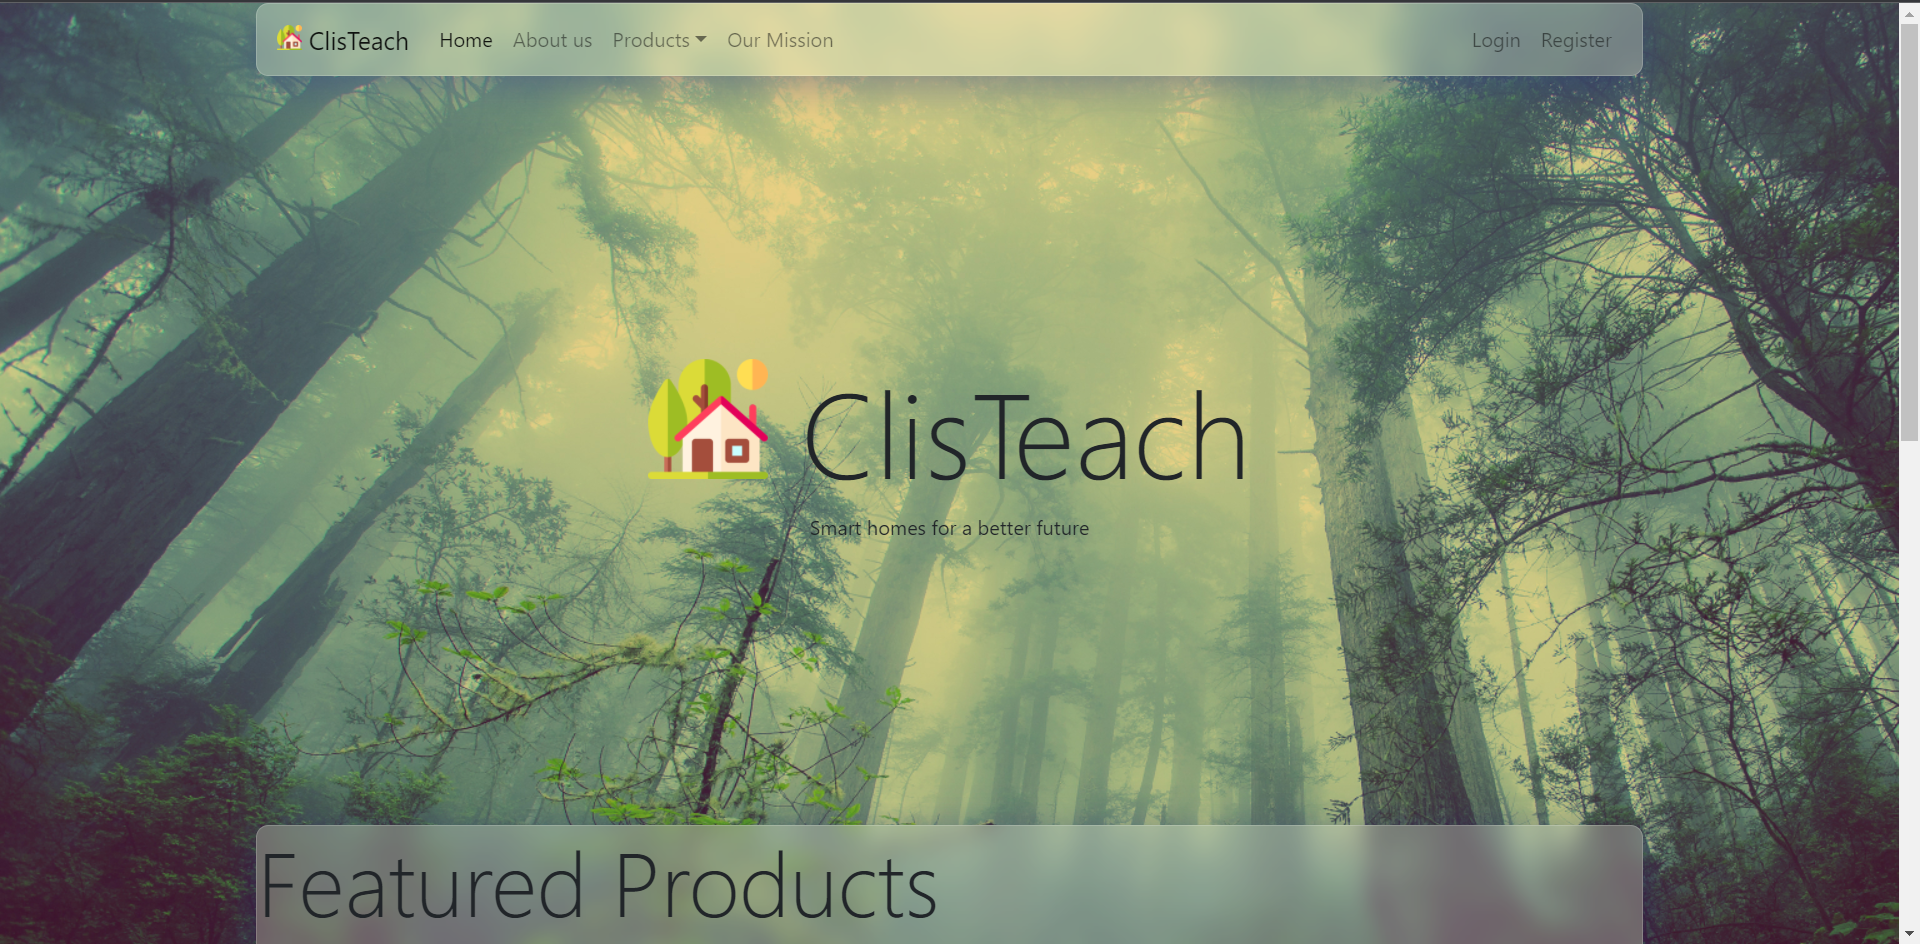 ClisTeach Home About us Products Our Mission Login Register
ClisTeach
Smart homes for a better future
Featured Products